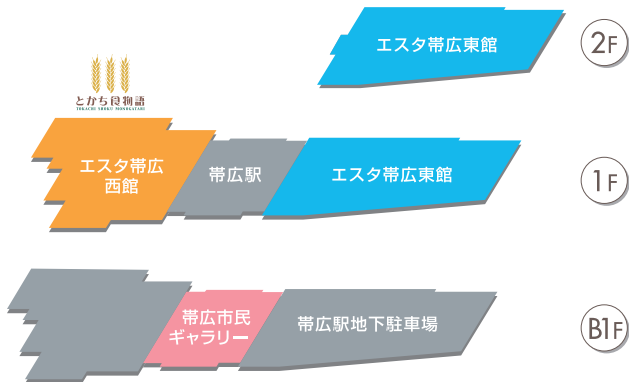 エスタ帯広東館
2F
とかち食物語
TOKACHI SHOKU MONOGATARI
エスタ帯広
西館
帯広駅
エスタ帯広東館
1F
帯広市民
ギャラリー
帯広駅地下駐車場
B1F